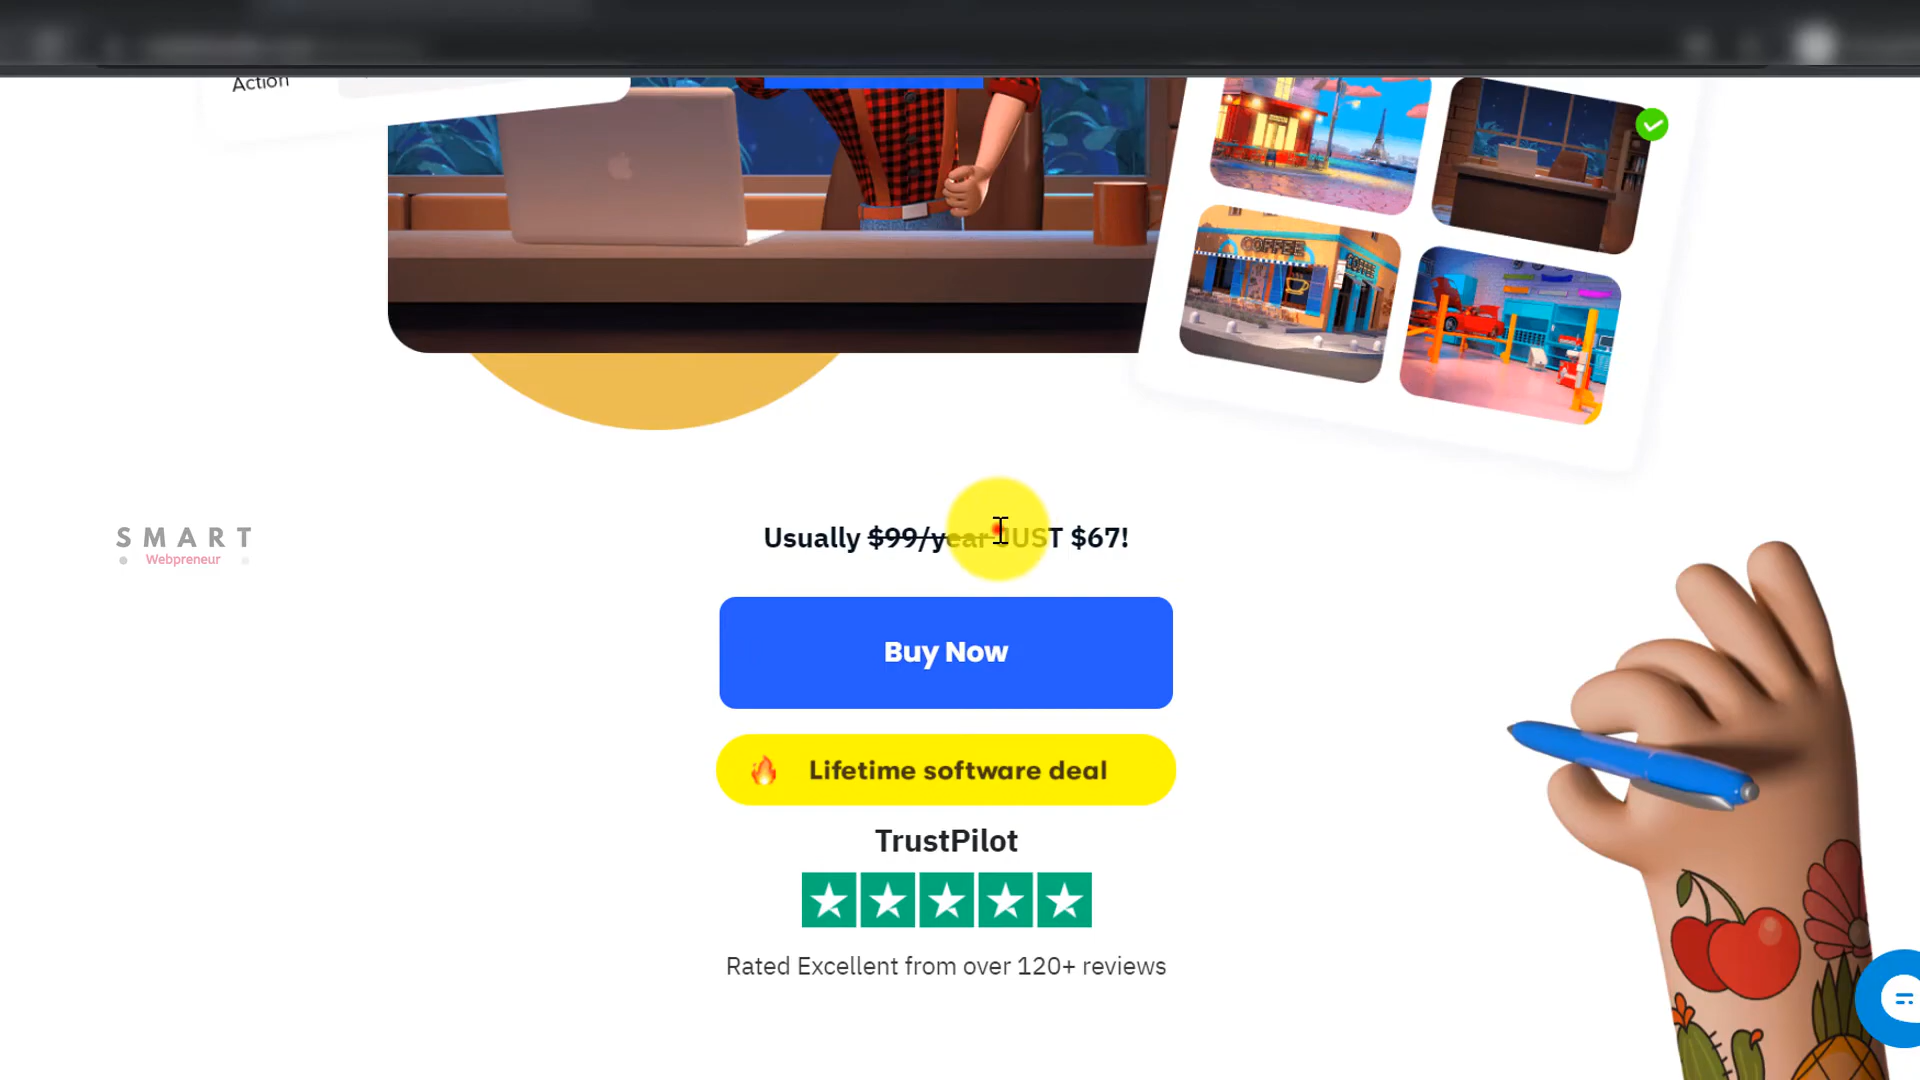 Action
COFFEE
Usually $99/year JUST $67!
SMART
Webpreneur
Buy Now
Lifetime software deal
TrustPilot
Rated Excellent from over 120+ reviews